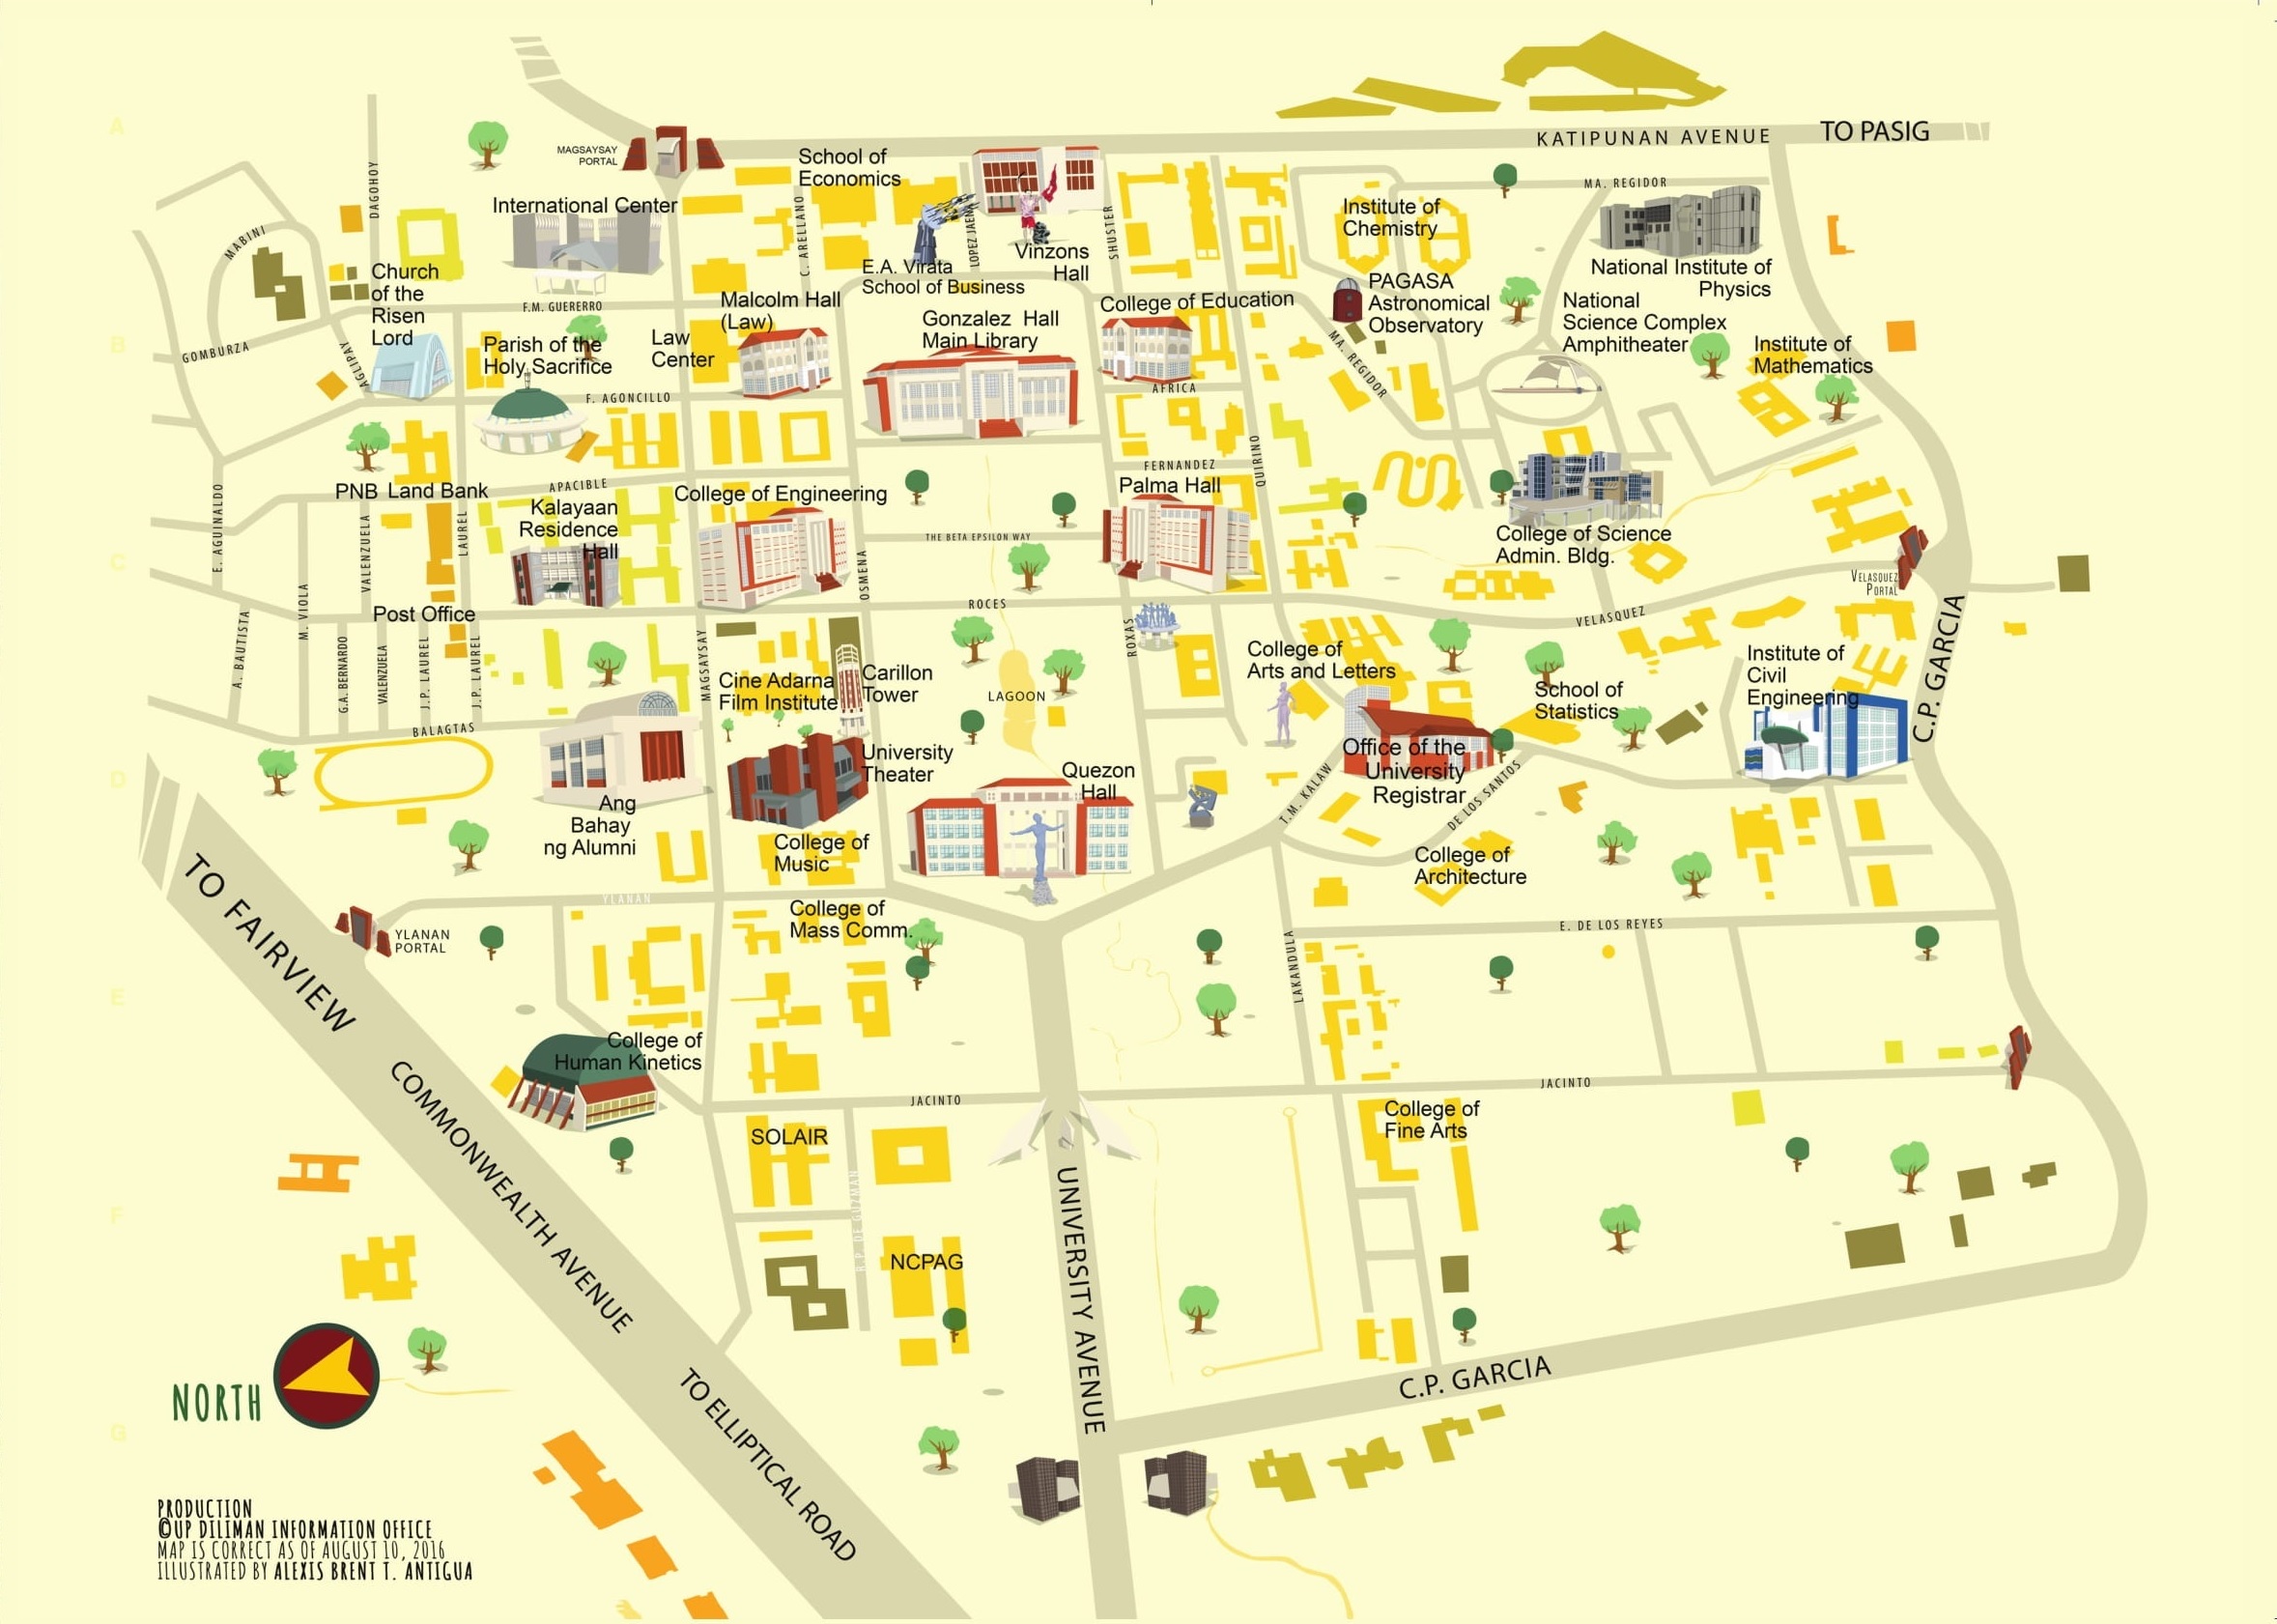 A
KATIPUNAN AVENUE
TO PASIG
MAGSAYSAY
PORTAL
School of
Economics
DAGOHOY
International Center
C. ARELLANO
LOPEZ JAENA
SHUSTER
Vinzons
Hall
E.A. Virata
School of Business
Institute of
Chemistry
MA. REGIDOR
National Institute of
Physics
MABINI
Church
of the
Risen
Lord
F.M. GUERERRO
Malcolm Hall
(Law)
Gonzalez Hall
Main Library
College of Education
PAGASA
Astronomical
Observatory
National
Science Complex
Amphitheater
B
GOMBURZA
AGLIPAY
Parish of the
Holy Sacrifice
Law
Center
MA. REGIDOR
Institute of
Mathematics
F. AGONCILLO
AFRICA
QUIRINO
FERNANDEZ
PNB
Land Bank
APACIBLE
College of Engineering
Palma Hall
E. AGUINALDO
VALENZUELA
LAUREL
Kalayaan
Residence
Hall
THE BETA EPSILON WAY
College of Science
Admin. Bldg.
C
OSMENA
VELASQUEZ
PORTAL
M. VIOLA
Post Office
ROCES
VELASQUEZ
C.P. GARCIA
A. BAUTISTA
G.A. BERNARDO
VALENZUELA
J.P. LAUREL
J.P. LAUREL
MAGSAYSAY
ROXAS
Cine Adarna
Film Institute
Carillon
Tower
LAGOON
College of
Arts and Letters
School of
Statistics
Institute of
Civil
Engineering
BALAGTAS
D
University
Theater
Quezon
Hall
Office of the
University
Registrar
T.M. KALAW
DE LOS SANTOS
Ang
Bahay
ng Alumni
College of
Music
College of
Architecture
TO FAIRVIEW
YLANAN
College of
Mass Comm.
YLANAN
PORTAL
E. DE LOS REYES
LAKANDULA
E
College of
Human Kinetics
JACINTO
JACINTO
COMMONWEALTH AVENUE
SOLAIR
College of
Fine Arts
R.P. DE GUZMAN
UNIVERSITY AVENUE
F
NCPAG
C.P. GARCIA
NORTH
TO ELLIPTICAL ROAD
G
PRODUCTION
©UP DILIMAN INFORMATION OFFICE
MAP IS CORRECT AS OF AUGUST 10, 2016
ILLUSTRATED BY ALEXIS BRENT T. ANTIGUA